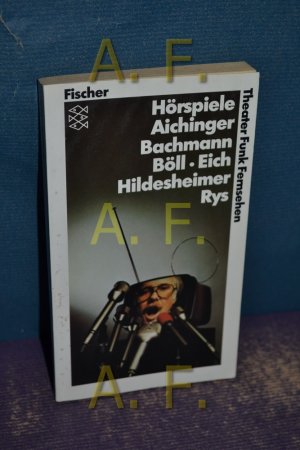 A. F.
Fischer
Hörspiele
Aichinger
Bachmann
Böll · Eich
Hildesheimer
Rys
Theater Funk Fernsehen
A. F.
A. F.